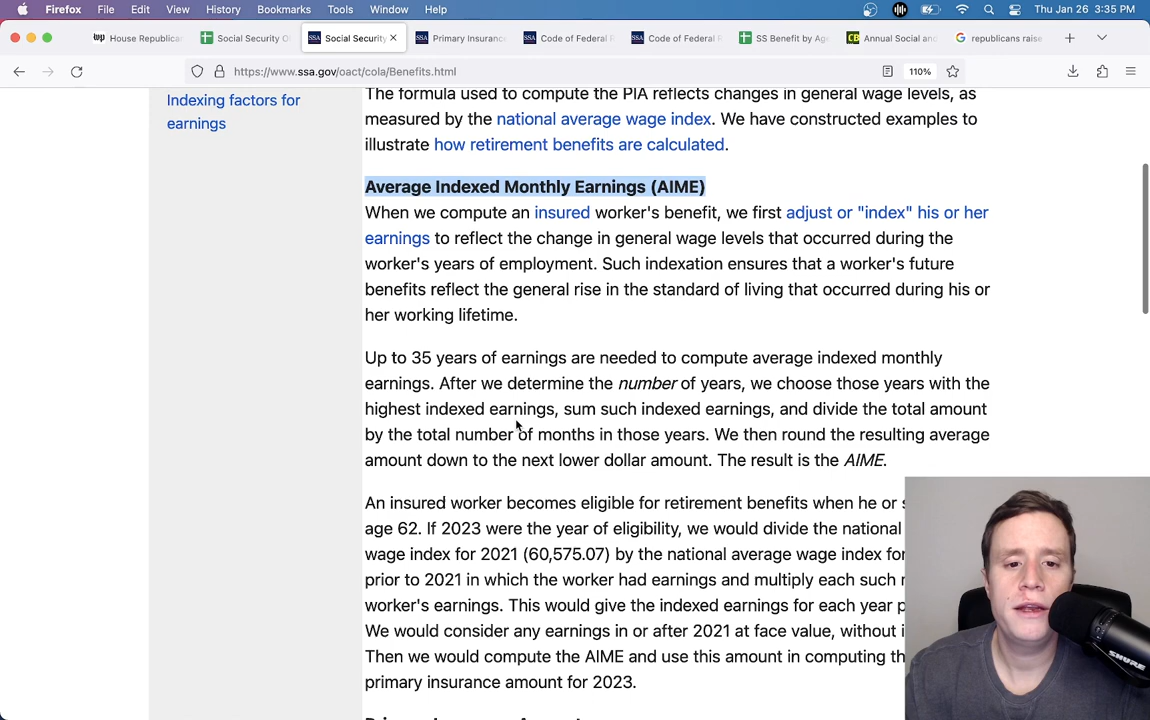 Firefox File Edit View History Bookmarks Tools Window Help Thu Jan 26 3:35 PM
wp House Republican
Social Security O
SSA Social Security
SSA Primary Insuranc
SSA Code of Federal R
SSA Code of Federal R
SS Benefit by Age
CB Annual Social and
G republicans raise
https://www.ssa.gov/oact/cola/Benefits.html 110%
Indexing factors for
earnings
The formula used to compute the PIA reflects changes in general wage levels, as
measured by the national average wage index. We have constructed examples to
illustrate how retirement benefits are calculated.
Average Indexed Monthly Earnings (AIME)
When we compute an insured worker's benefit, we first adjust or "index" his or her
earnings to reflect the change in general wage levels that occurred during the
worker's years of employment. Such indexation ensures that a worker's future
benefits reflect the general rise in the standard of living that occurred during his or
her working lifetime.
Up to 35 years of earnings are needed to compute average indexed monthly
earnings. After we determine the number of years, we choose those years with the
highest indexed earnings, sum such indexed earnings, and divide the total amount
by the total number of months in those years. We then round the resulting average
amount down to the next lower dollar amount. The result is the AIME.
An insured worker becomes eligible for retirement benefits when he or s
age 62. If 2023 were the year of eligibility, we would divide the national
wage index for 2021 (60,575.07) by the national average wage index for
prior to 2021 in which the worker had earnings and multiply each such r
worker's earnings. This would give the indexed earnings for each year p
We would consider any earnings in or after 2021 at face value, without i
Then we would compute the AIME and use this amount in computing th
primary insurance amount for 2023.
SHURE